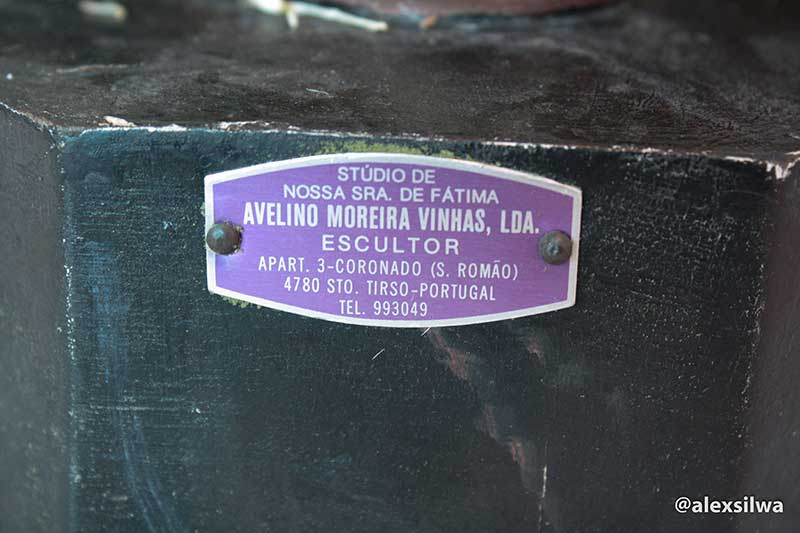 STÚDIO DE
NOSSA SRA. DE FÁTIMA
AVELINO MOREIRA VINHAS, LDA.
ESCULTOR
APART. 3-CORONADO (S. ROMÃO)
4780 STO. TIRSO-PORTUGAL
TEL. 993049
@alexsilwa